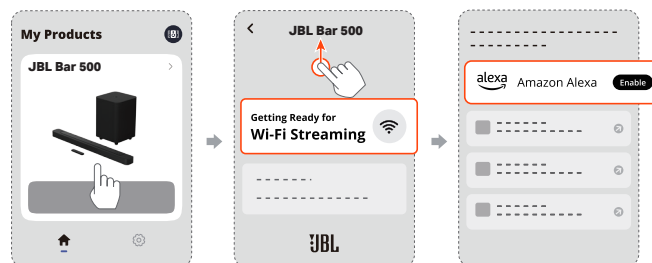 My Products
JBL Bar 500
JBL Bar 500
Getting Ready for
Wi-Fi Streaming
JBL
alexa
Amazon Alexa
Enable